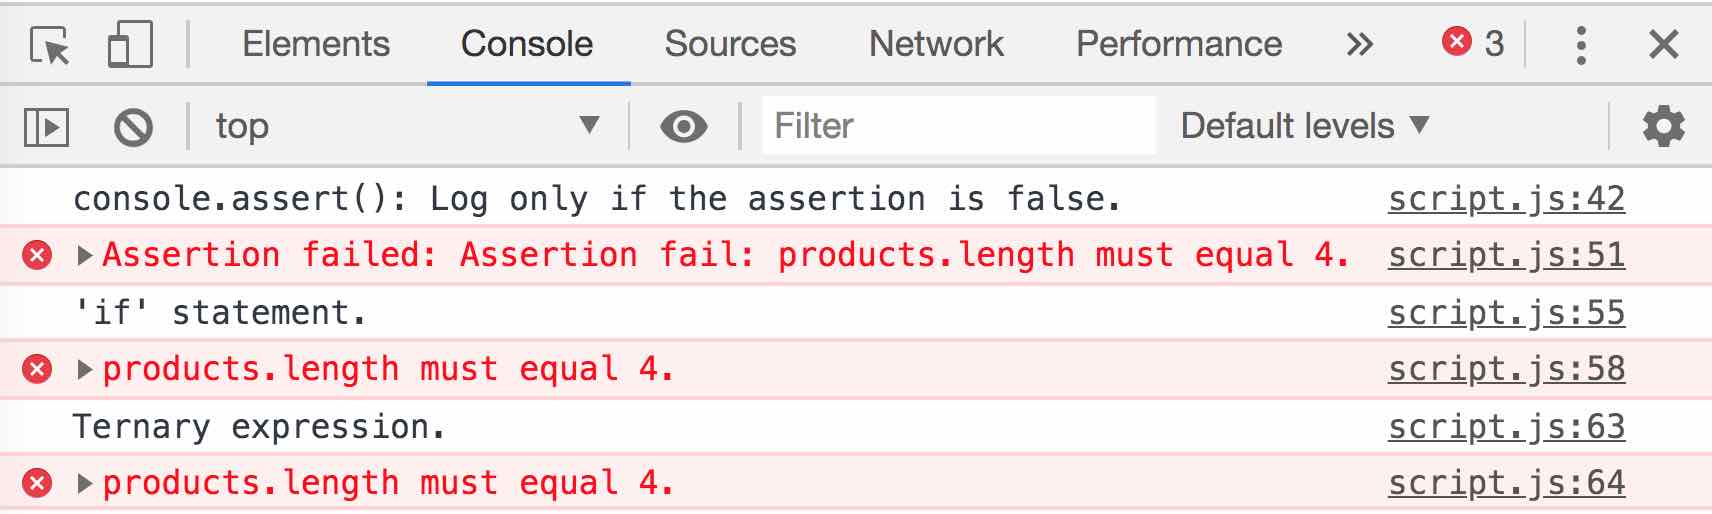 Elements Console Sources Network Performance 3
top Filter Default levels
console.assert(): Log only if the assertion is false. script.js:42
Assertion failed: Assertion fail: products.length must equal 4. script.js:51
'if' statement. script.js:55
products.length must equal 4. script.js:58
Ternary expression. script.js:63
products.length must equal 4. script.js:64